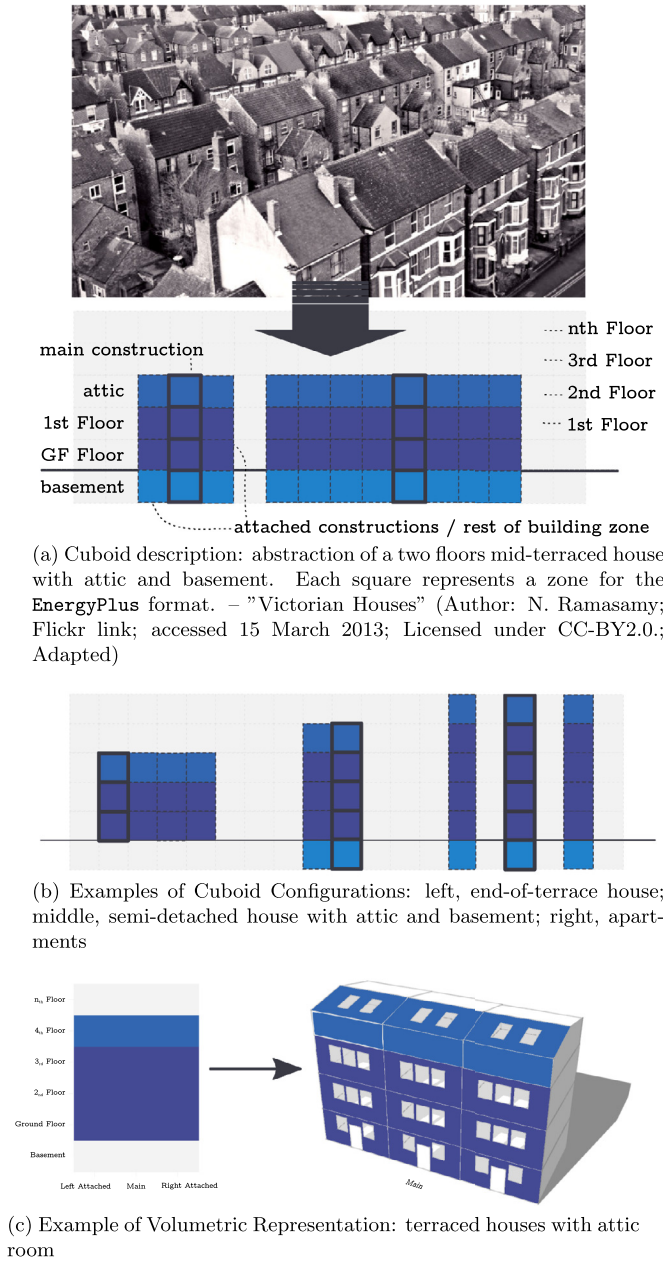 main construction
attic
1st Floor
GF Floor
basement
nth Floor
3rd Floor
2nd Floor
1st Floor
attached constructions / rest of building zone
(a) Cuboid description: abstraction of a two floors mid-terraced house
with attic and basement. Each square represents a zone for the
EnergyPlus format. – ”Victorian Houses” (Author: N. Ramasamy;
Flickr link; accessed 15 March 2013; Licensed under CC-BY2.0.;
Adapted)
(b) Examples of Cuboid Configurations: left, end-of-terrace house;
middle, semi-detached house with attic and basement; right, apart-
ments
nth Floor
4th Floor
3rd Floor
2nd Floor
Ground Floor
Basement
Left Attached Main Right Attached
Main
(c) Example of Volumetric Representation: terraced houses with attic
room